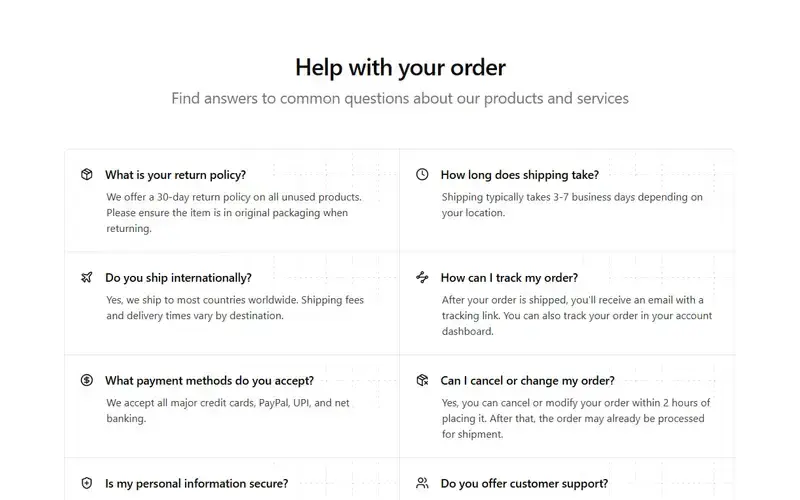 Help with your order
Find answers to common questions about our products and services
What is your return policy?
We offer a 30-day return policy on all unused products.
Please ensure the item is in original packaging when
returning.
How long does shipping take?
Shipping typically takes 3-7 business days depending on
your location.
Do you ship internationally?
Yes, we ship to most countries worldwide. Shipping fees
and delivery times vary by destination.
How can I track my order?
After your order is shipped, you’ll receive an email with a
tracking link. You can also track your order in your account
dashboard.
What payment methods do you accept?
We accept all major credit cards, PayPal, UPI, and net
banking.
Can I cancel or change my order?
Yes, you can cancel or modify your order within 2 hours of
placing it. After that, the order may already be processed
for shipment.
Is my personal information secure?
Do you offer customer support?